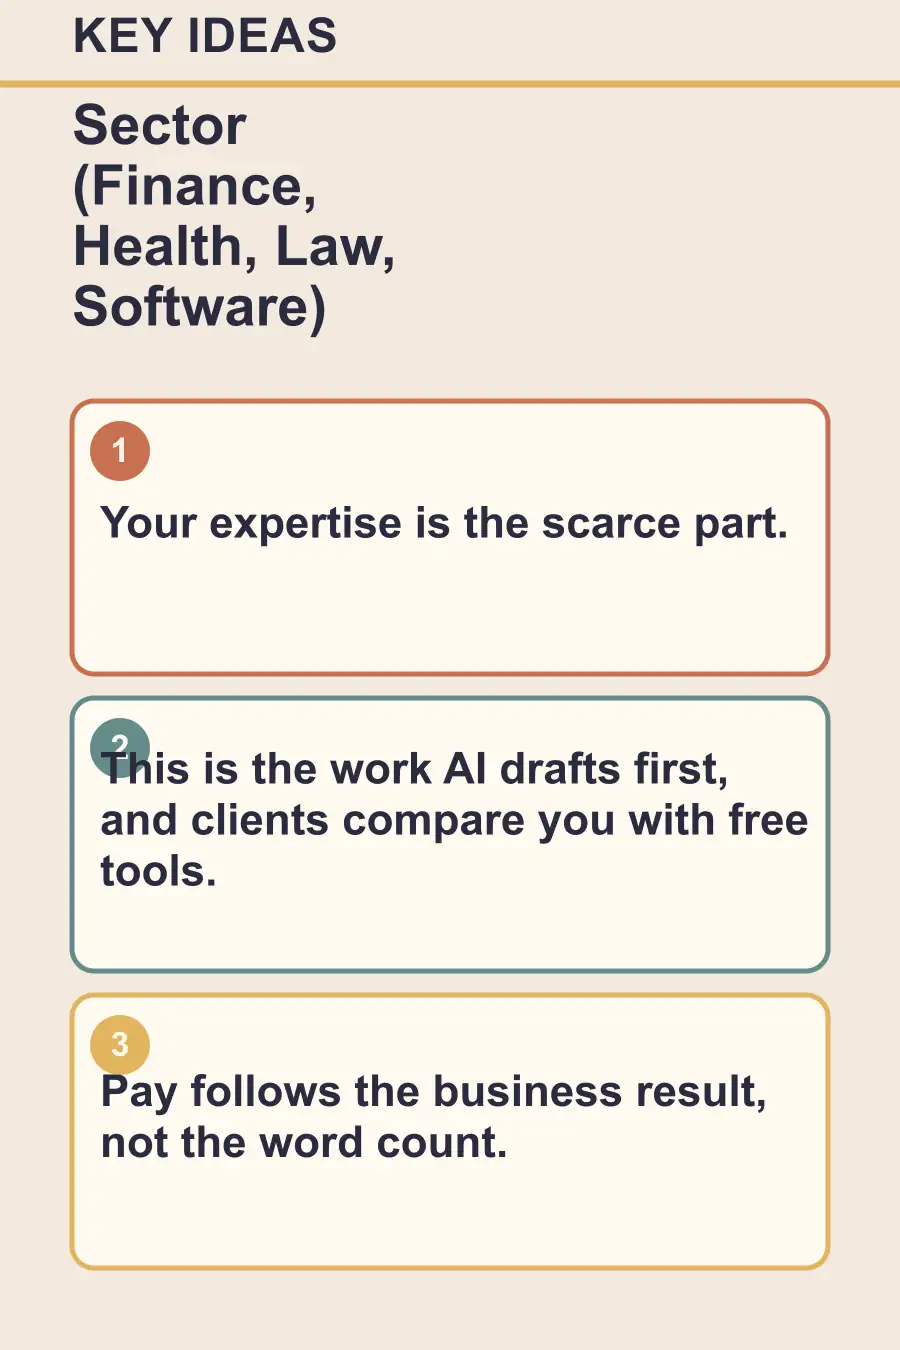 KEY IDEAS
Sector
(Finance,
Health, Law,
Software)
1
Your expertise is the scarce part.
2
This is the work AI drafts first,
and clients compare you with free
tools.
3
Pay follows the business result,
not the word count.